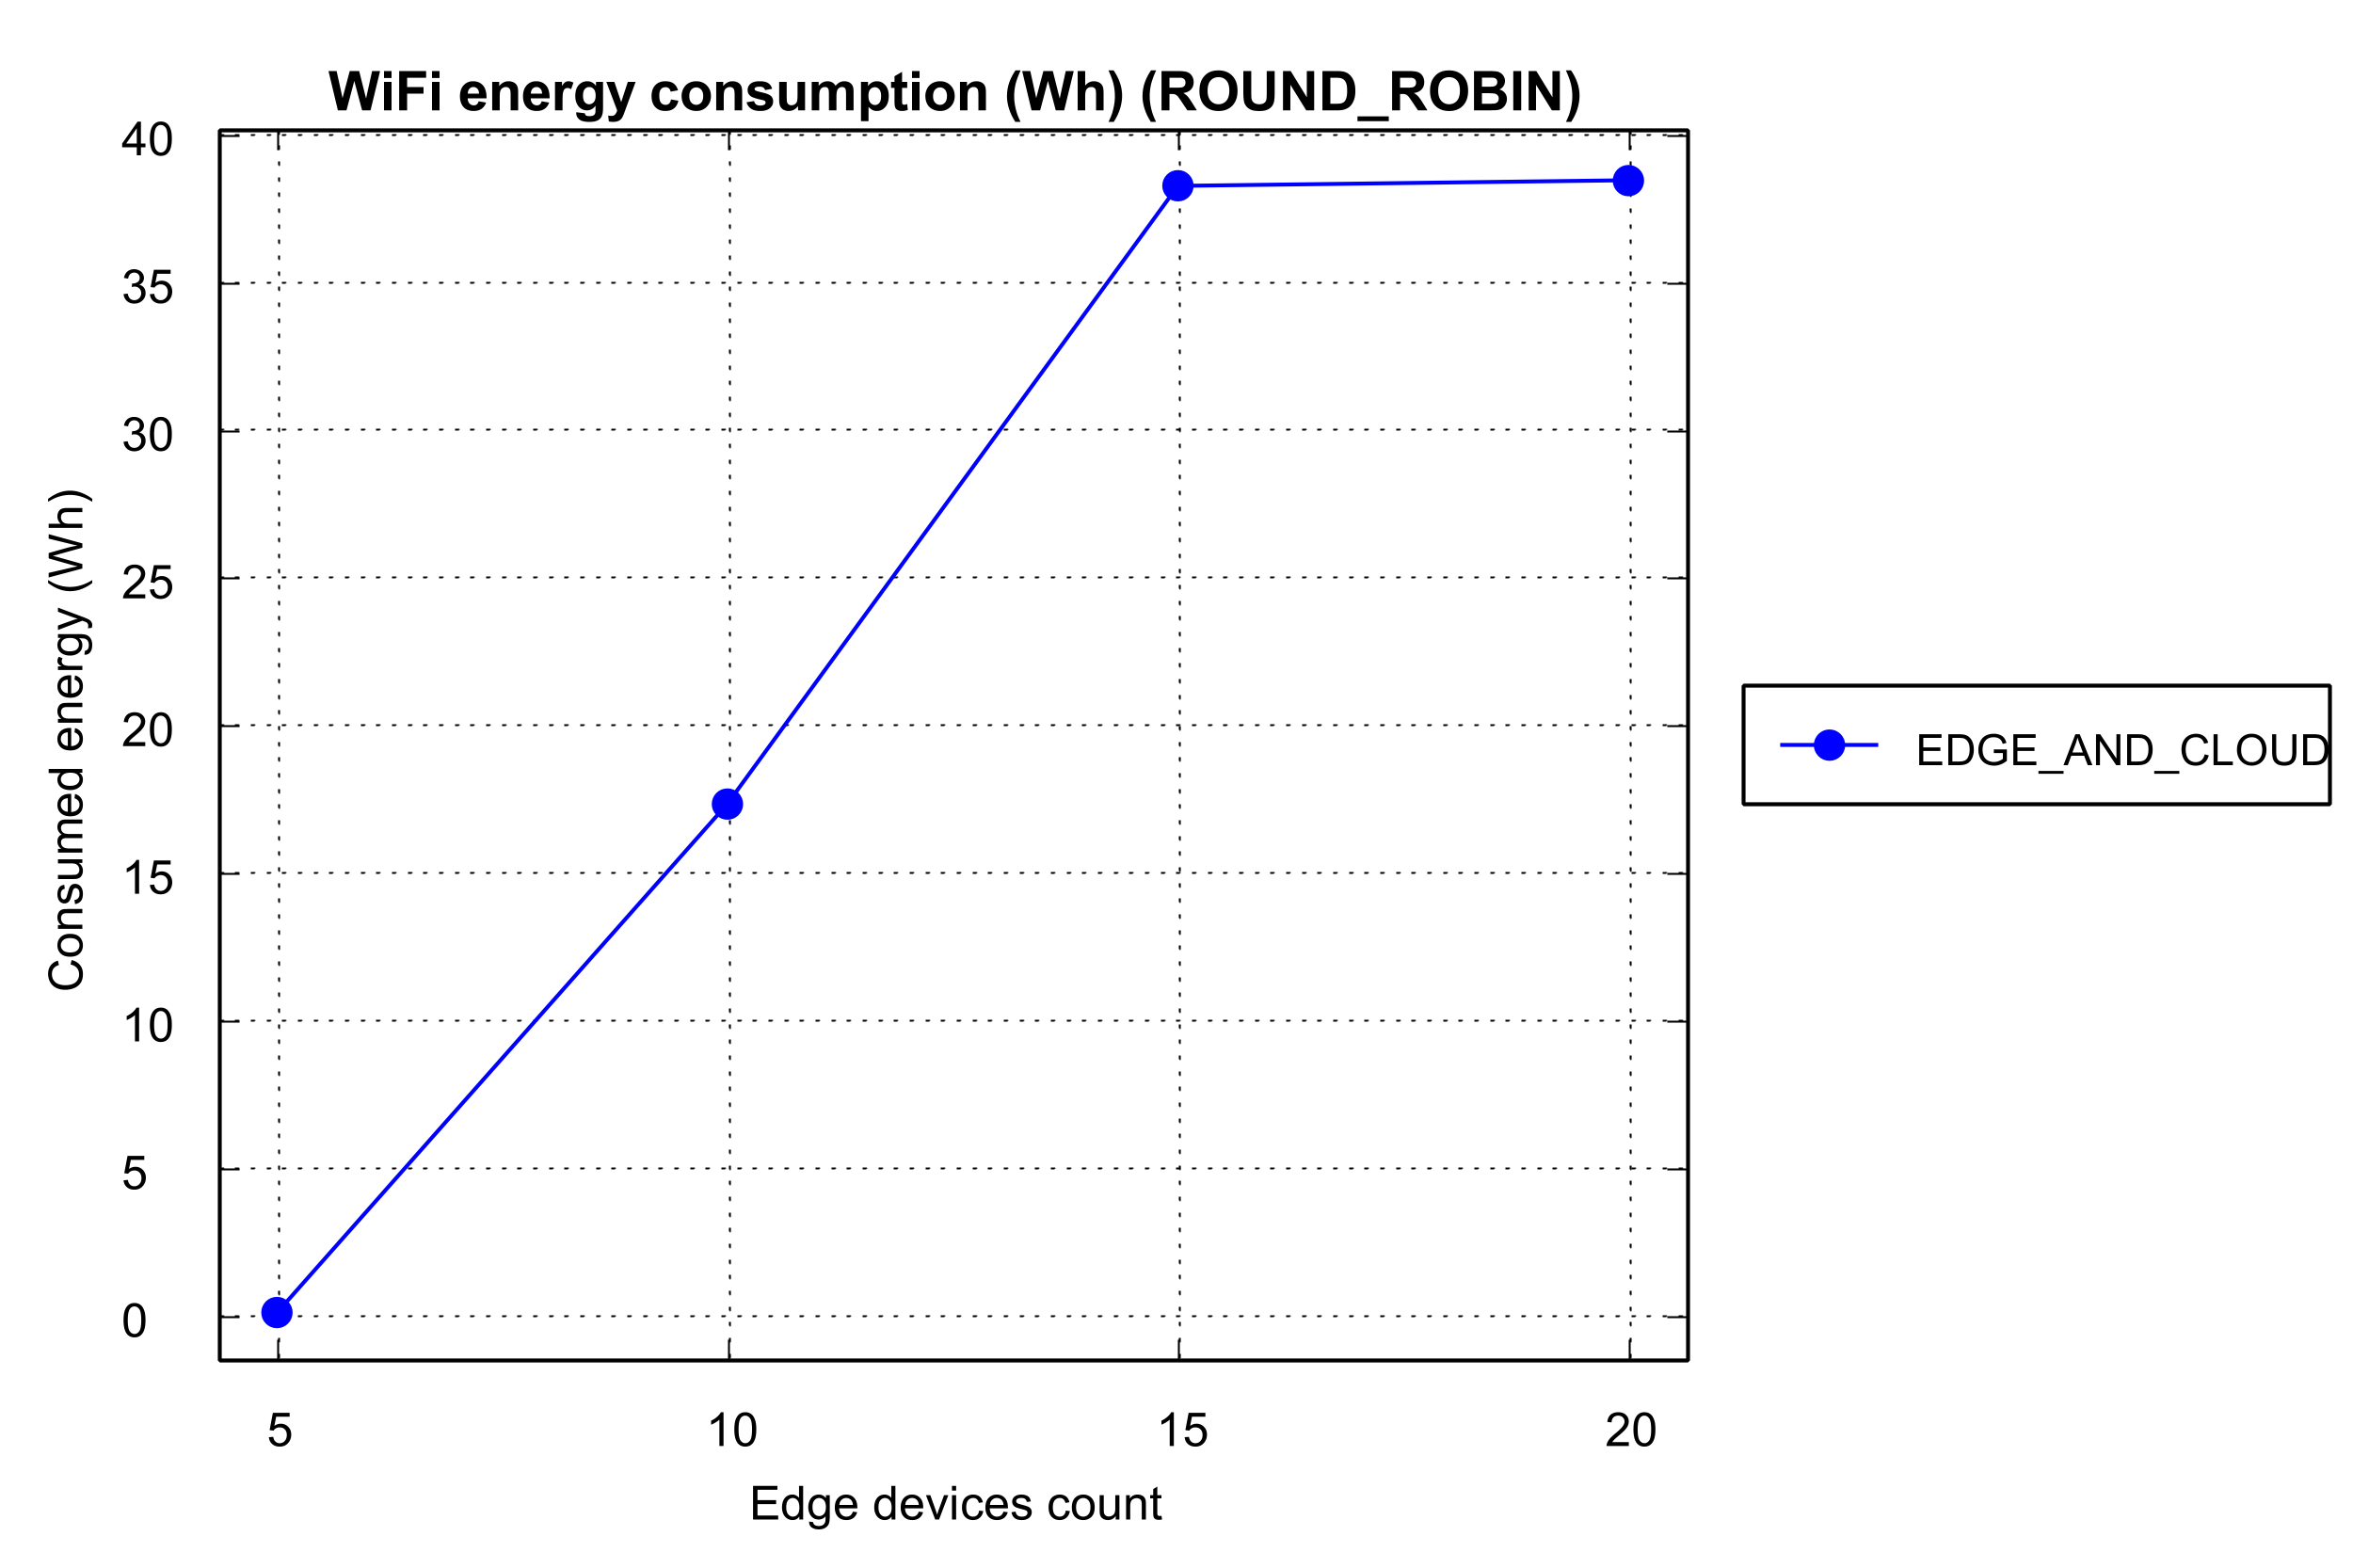 WiFi energy consumption (Wh) (ROUND_ROBIN)
40
35
30
25
20
15
10
5
0
Consumed energy (Wh)
EDGE_AND_CLOUD
5 10 15 20
Edge devices count